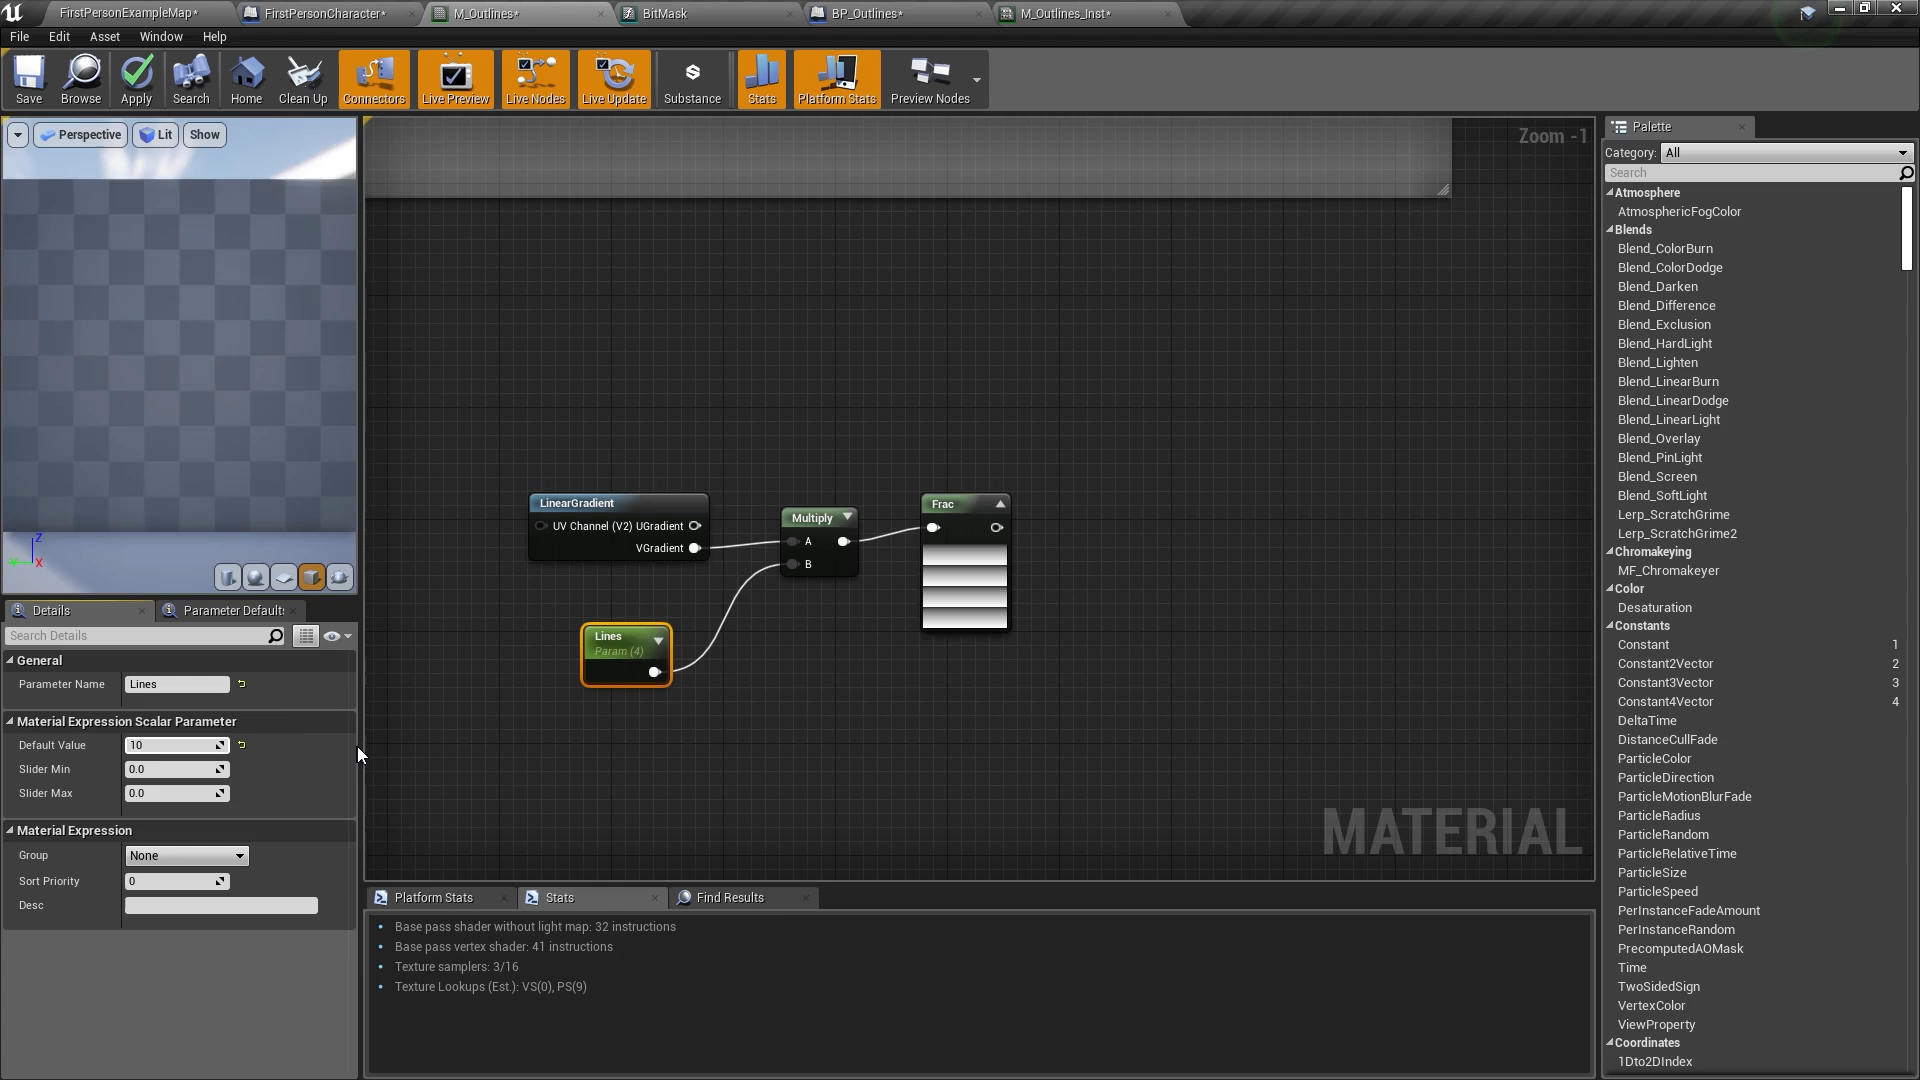 FirstPersonExampleMap*
FirstPersonCharacter*
M_Outlines*
BitMask
BP_Outlines*
M_Outlines_Inst*
File Edit Asset Window Help
Save
Browse
Apply
Search
Home
Clean Up
Connectors
Live Preview
Live Nodes
Live Update
Substance
Stats
Platform Stats
Preview Nodes
Perspective
Lit
Show
Z
Y
X
Zoom -1
LinearGradient
UV Channel (V2) UGradient
VGradient
Multiply
A
B
Frac
Lines
Param (4)
MATERIAL
Details
Parameter Defaults
Search Details
General
Parameter Name Lines
Material Expression Scalar Parameter
Default Value 10
Slider Min 0.0
Slider Max 0.0
Material Expression
Group None
Sort Priority 0
Desc
Platform Stats
Stats
Find Results
• Base pass shader without light map: 32 instructions
• Base pass vertex shader: 41 instructions
• Texture samplers: 3/16
• Texture Lookups (Est.): VS(0), PS(9)
Palette
Category: All
Search
Atmosphere
AtmosphericFogColor
Blends
Blend_ColorBurn
Blend_ColorDodge
Blend_Darken
Blend_Difference
Blend_Exclusion
Blend_HardLight
Blend_Lighten
Blend_LinearBurn
Blend_LinearDodge
Blend_LinearLight
Blend_Overlay
Blend_PinLight
Blend_Screen
Blend_SoftLight
Lerp_ScratchGrime
Lerp_ScratchGrime2
Chromakeying
MF_Chromakeyer
Color
Desaturation
Constants
Constant 1
Constant2Vector 2
Constant3Vector 3
Constant4Vector 4
DeltaTime
DistanceCullFade
ParticleColor
ParticleDirection
ParticleMotionBlurFade
ParticleRadius
ParticleRandom
ParticleRelativeTime
ParticleSize
ParticleSpeed
PerInstanceFadeAmount
PerInstanceRandom
PrecomputedAOMask
Time
TwoSidedSign
VertexColor
ViewProperty
Coordinates
1Dto2DIndex